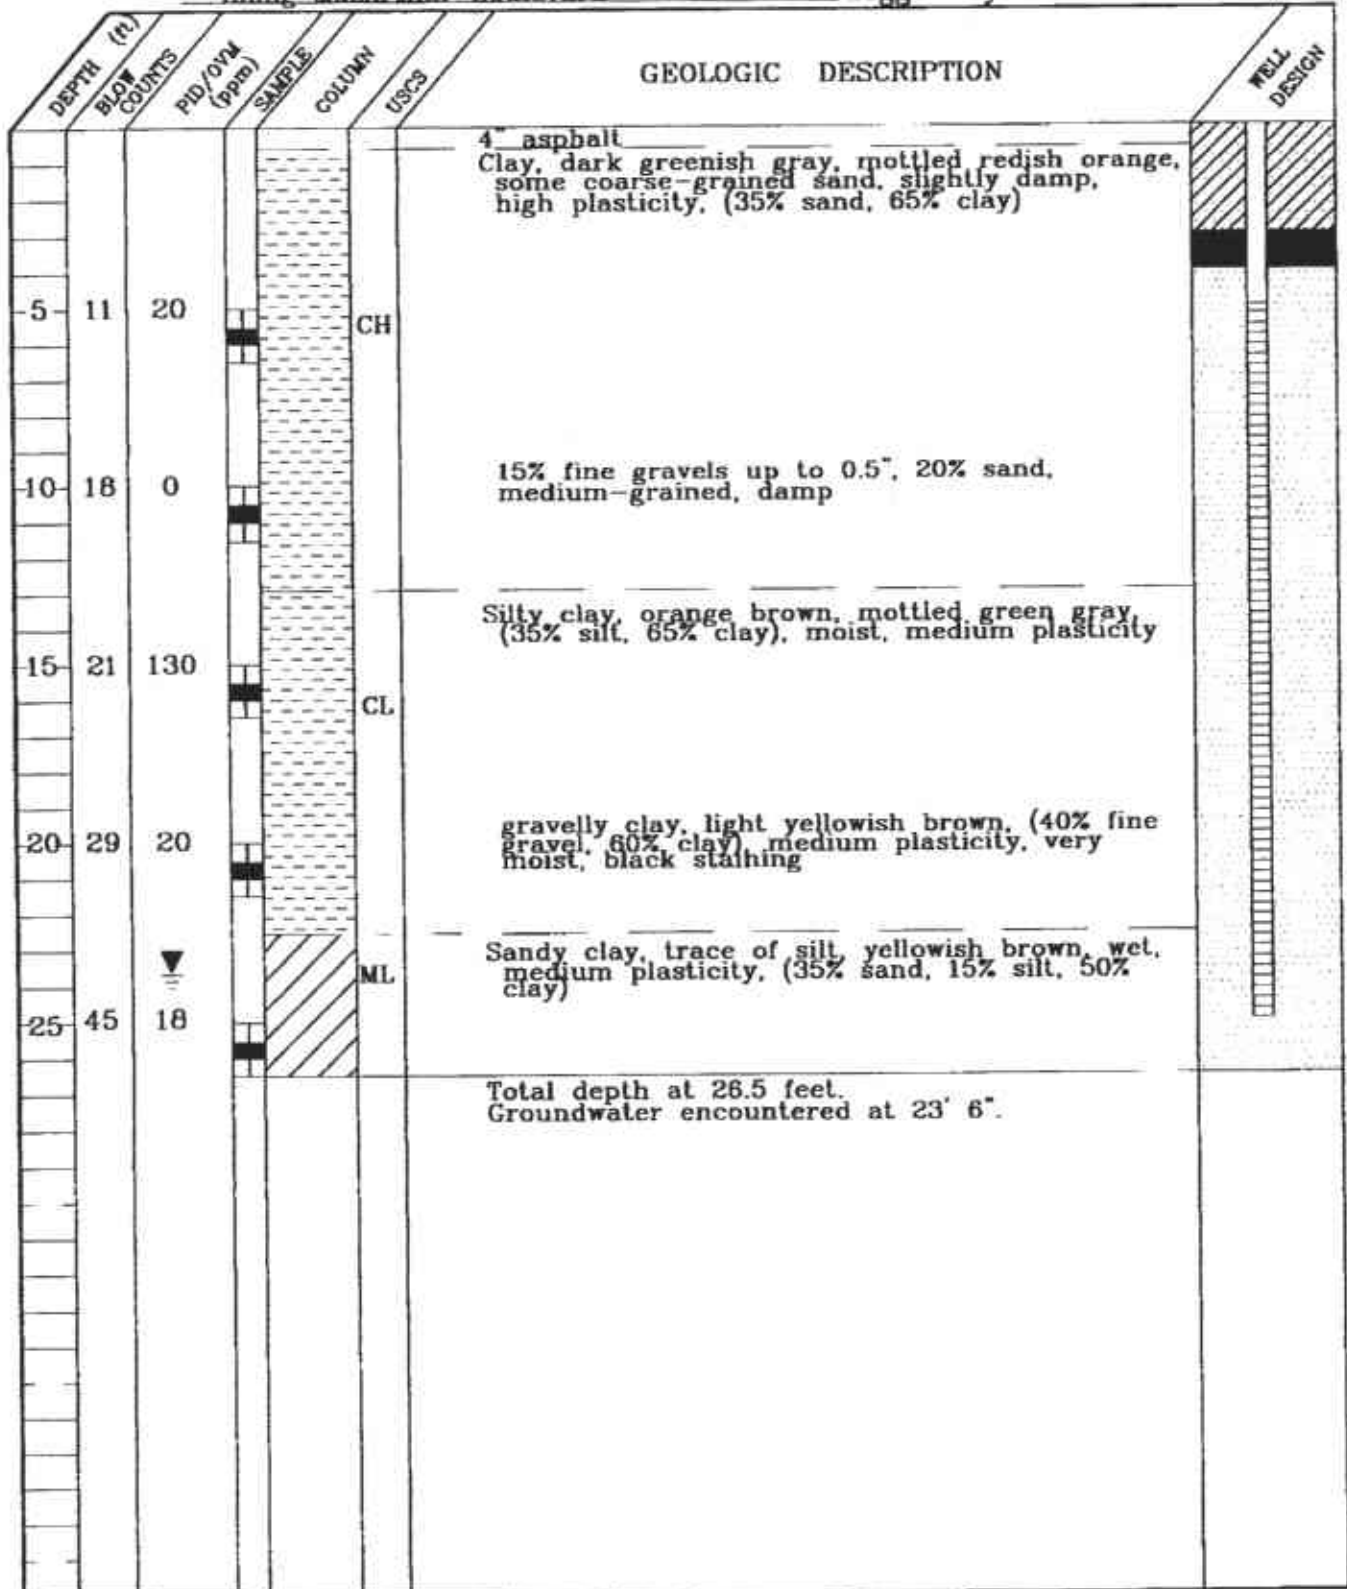 DEPTH (ft)
BLOW COUNTS
PID/OVM (ppm)
SAMPLE
COLUMN
USCS
GEOLOGIC DESCRIPTION
WELL DESIGN
4" asphalt
Clay, dark greenish gray, mottled redish orange,
some coarse-grained sand, slightly damp,
high plasticity, (35% sand, 65% clay)
5 11 20
CH
15% fine gravels up to 0.5", 20% sand,
10 18 0
medium-grained, damp
Silty clay, orange brown, mottled green gray,
(35% silt, 65% clay), moist, medium plasticity
15 21 130
CL
gravelly clay, light yellowish brown, (40% fine
20 29 20
gravel, 60% clay), medium plasticity, very
moist, black staining
Sandy clay, trace of silt, yellowish brown, wet,
ML
medium plasticity, (35% sand, 15% silt, 50%
clay)
25 45 18
Total depth at 26.5 feet.
Groundwater encountered at 23' 6".